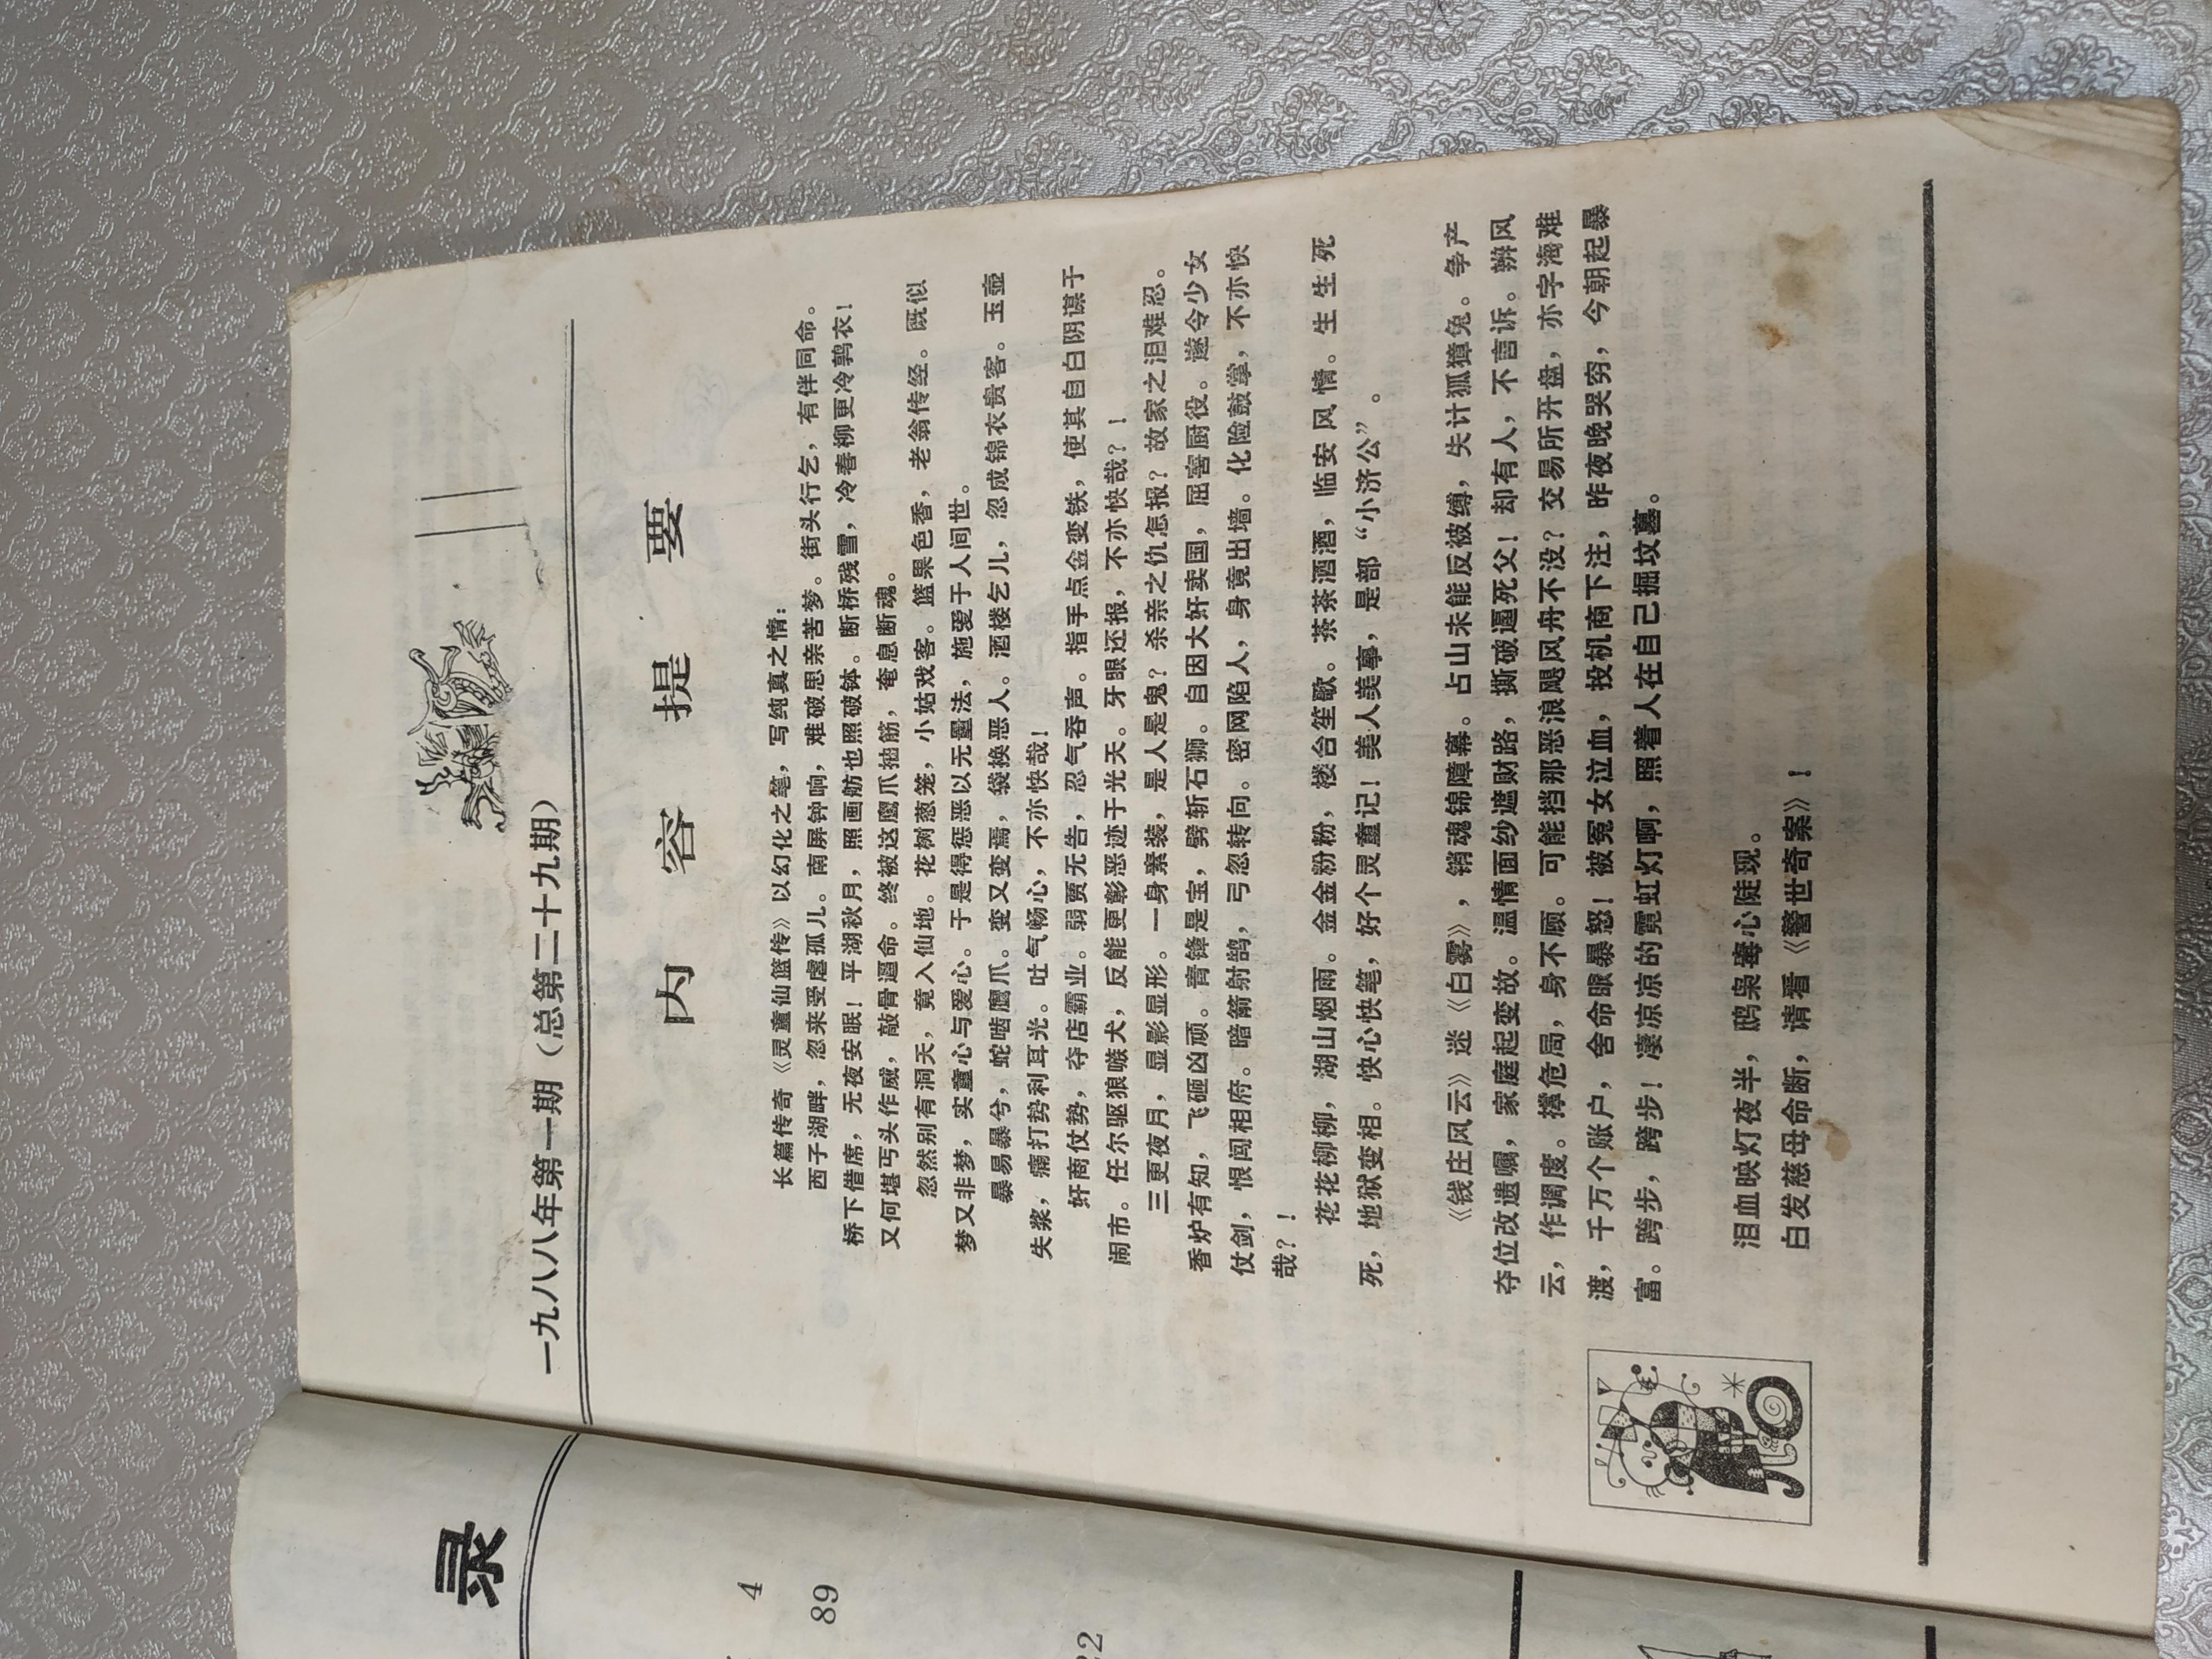 录
4
89
22
一九八八年第一期（总第二十九期）
内容提要
长篇传奇《灵童仙篮传》以幻化之笔，写纯真之情：
西子湖畔，忽来受虐孤儿。南屏钟响，难破思亲苦梦。街头行乞，有伴同命。
桥下借席，无夜安眠！平湖秋月，照画舫也照破钵。断桥残雪，冷春柳更冷鹑衣！
又何堪丐头作威，敲骨逼命。终被这鹰爪抽筋，奄息断魂。
忽然别有洞天，竟入仙地。花树葱笼，小姑戏客。篮果色香，老翁传经。既似
梦又非梦，实童心与爱心。于是得惩恶以无量法，施爱于人间世。
暴易暴兮，蛇啮鹰爪。变又变焉，袋换恶人。酒楼乞儿，忽成锦衣贵客。玉壶
失浆，痛打势利耳光。吐气畅心，不亦快哉！
奸商仗势，夺店霸业。弱贾无告，忍气吞声。指手点金变铁，使其自白阴谋于
闹市。任尔驱狼嗾犬，反能更彰恶迹于光天。牙眼还报，不亦快哉？！
三更夜月，显影显形。一身素装，是人是鬼？杀亲之仇怎报？故家之泪难忍。
香炉有知，飞砸凶顽。青锋是宝，劈斩石狮。自因大奸卖国，屈害厨役。遂令少女
仗剑，恨闯相府。暗箭射鹄，弓忽转向。密网陷人，身竟出墙。化险鼓掌，不亦快
哉？！
花花柳柳，湖山烟雨。金金粉粉，楼台笙歌。茶茶酒酒，临安风情。生生死
死，地狱变相。快心快笔，好个灵童记！美人美事，是部“小济公”。
《钱庄风云》迷《白雾》，销魂锦障幕。占山未能反被缚，失计狐獐兔。争产
夺位改遗嘱，家庭起变故。温情面纱遮财路，撕破逼死父！却有人，不言诉。辨风
云，作调度。撑危局，身不顾。可能挡那恶浪飓风舟不没？交易所开盘，亦字海难
渡，千万个账户，舍命眼暴怒！被冤女泣血，投机商下注，昨夜晚哭穷，今朝起暴
富。跨步，跨步！凄凉凉的霓虹灯啊，照着人在自己掘坟墓。
泪血映灯夜半，鸱枭毒心陡现。
白发慈母命断，请看《警世奇案》！